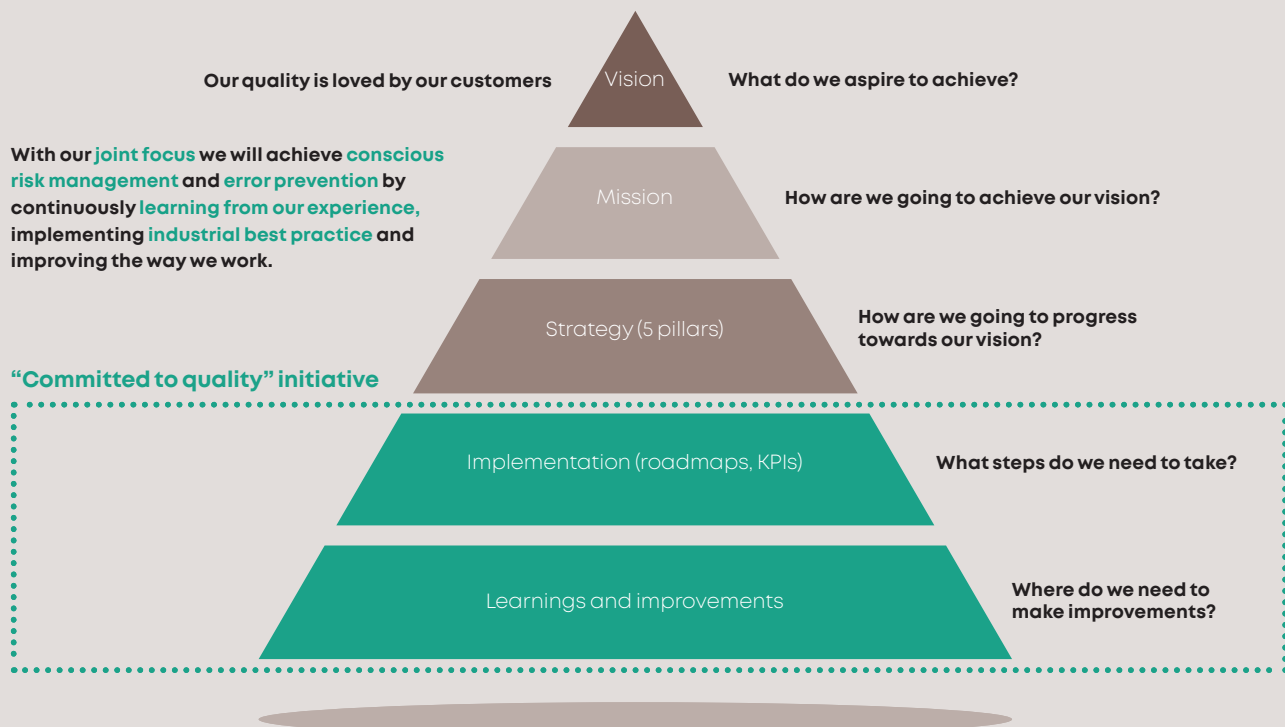 Vision
Our quality is loved by our customers
What do we aspire to achieve?
With our joint focus we will achieve conscious
risk management and error prevention by
continuously learning from our experience,
implementing industrial best practice and
improving the way we work.
Mission
How are we going to achieve our vision?
Strategy (5 pillars)
How are we going to progress
towards our vision?
“Committed to quality” initiative
Implementation (roadmaps, KPIs)
What steps do we need to take?
Learnings and improvements
Where do we need to
make improvements?